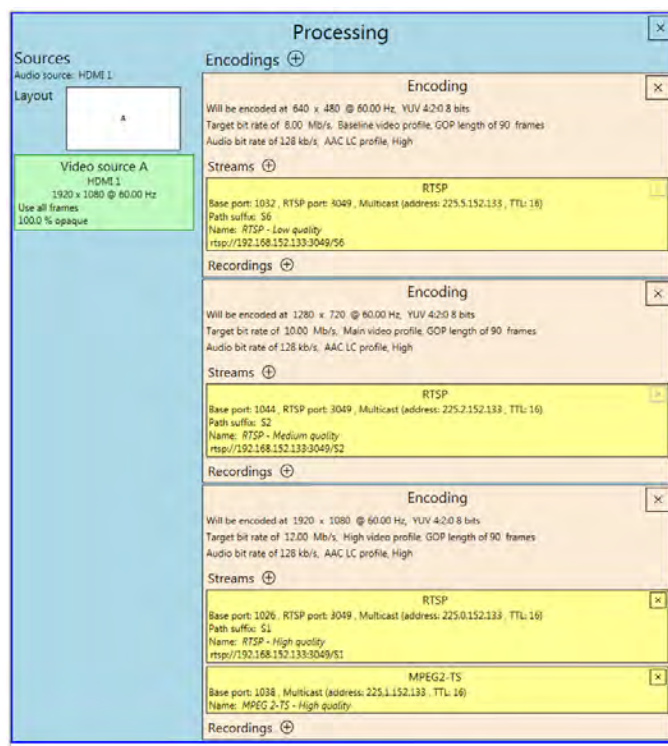 Processing
Sources
Audio source: HDMI 1
Layout
A
Video source A
HDMI 1
1920 x 1080 @ 60.00 Hz
Use all frames
100.0 % opaque
Encodings
Encoding
Will be encoded at 640 x 480 @ 60.00 Hz, YUV 4:2:0 8 bits
Target bit rate of 8.00 Mb/s, Baseline video profile, GOP length of 90 frames
Audio bit rate of 128 kb/s, AAC LC profile, High
Streams
RTSP
Base port: 1032 , RTSP port: 3049 , Multicast (address: 225.5.152.133 , TTL: 16)
Path suffix: S6
Name: RTSP - Low quality
rtsp://192.168.152.133:3049/S6
Recordings
Encoding
Will be encoded at 1280 x 720 @ 60.00 Hz, YUV 4:2:0 8 bits
Target bit rate of 10.00 Mb/s, Main video profile, GOP length of 90 frames
Audio bit rate of 128 kb/s, AAC LC profile, High
Streams
RTSP
Base port: 1044 , RTSP port: 3049 , Multicast (address: 225.2.152.133 , TTL: 16)
Path suffix: S2
Name: RTSP - Medium quality
rtsp://192.168.152.133:3049/S2
Recordings
Encoding
Will be encoded at 1920 x 1080 @ 60.00 Hz, YUV 4:2:0 8 bits
Target bit rate of 12.00 Mb/s, High video profile, GOP length of 90 frames
Audio bit rate of 128 kb/s, AAC LC profile, High
Streams
RTSP
Base port: 1026 , RTSP port: 3049 , Multicast (address: 225.0.152.133 , TTL: 16)
Path suffix: S1
Name: RTSP - High quality
rtsp://192.168.152.133:3049/S1
MPEG2-TS
Base port: 1038 , Multicast (address: 225.1.152.133 , TTL: 16)
Name: MPEG 2-TS - High quality
Recordings